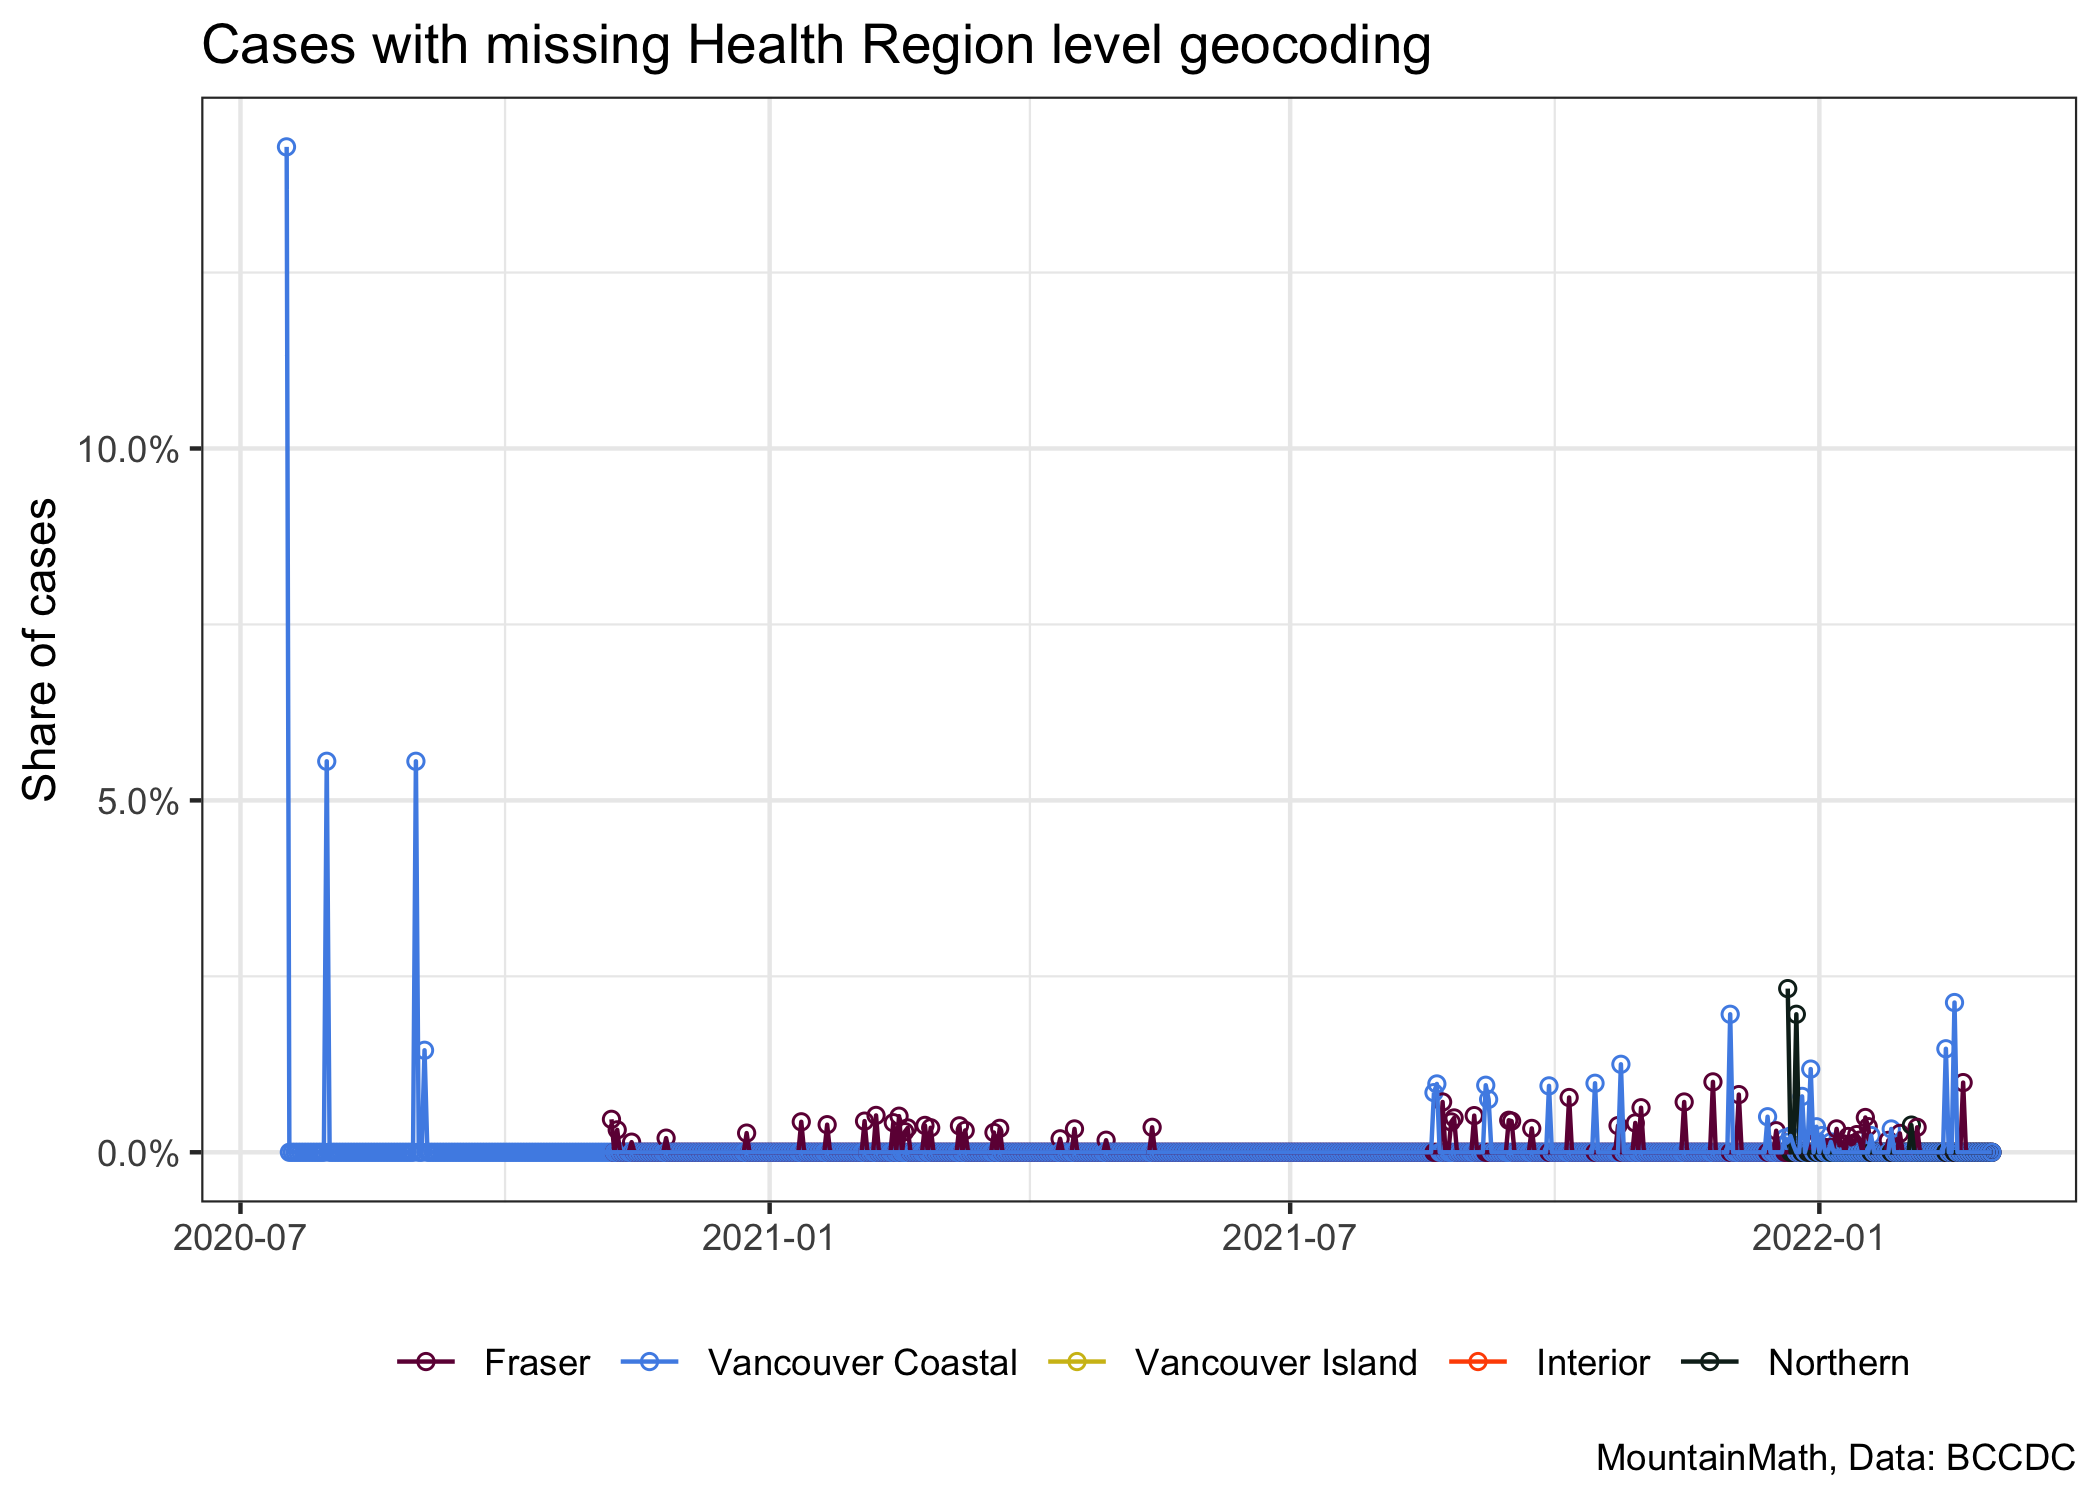 Cases with missing Health Region level geocoding
Share of cases
10.0%
5.0%
0.0%
2020-07 2021-01 2021-07 2022-01
Fraser Vancouver Coastal Vancouver Island Interior Northern
MountainMath, Data: BCCDC